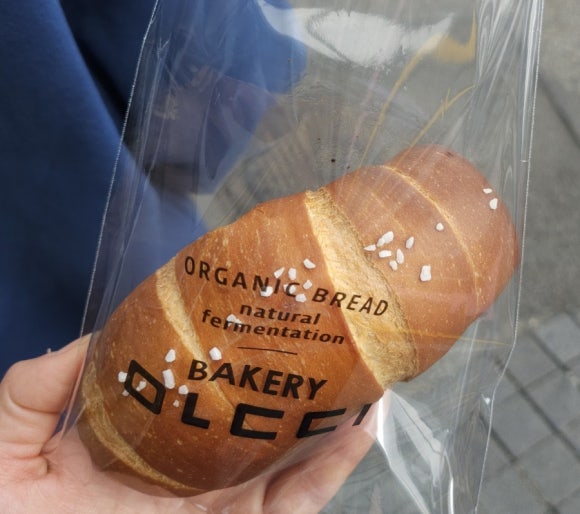 ORGANIC BREAD
natural
fermentation
BAKERY